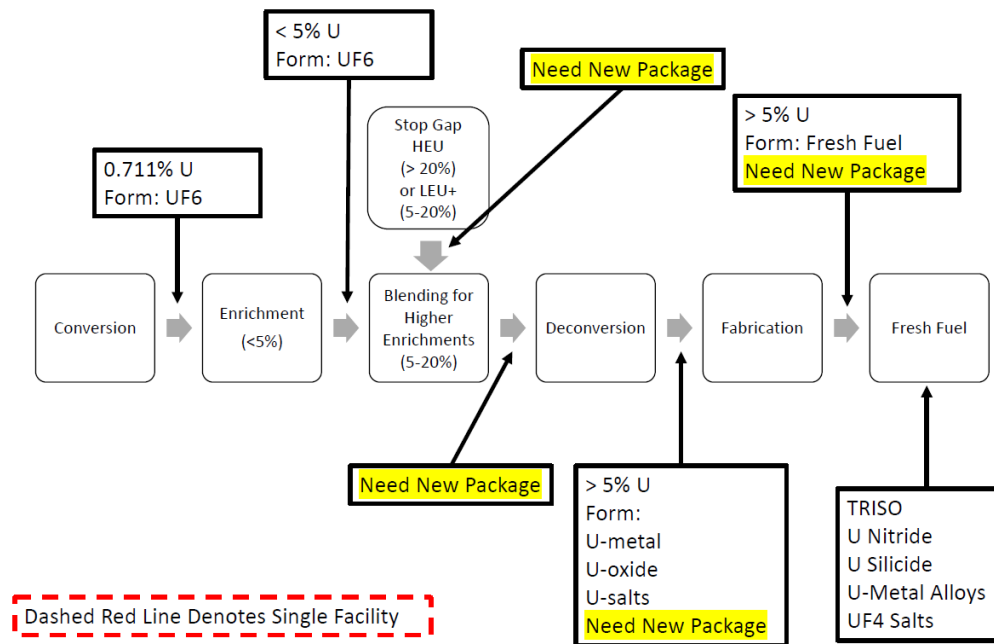 < 5% U
Form: UF6
Need New Package
> 5% U
Form: Fresh Fuel
Need New Package
0.711% U
Form: UF6
Stop Gap
HEU
(> 20%)
or LEU+
(5-20%)
Conversion
Enrichment
(<5%)
Blending for
Higher
Enrichments
(5-20%)
Deconversion
Fabrication
Fresh Fuel
Need New Package
> 5% U
Form:
U-metal
U-oxide
U-salts
Need New Package
TRISO
U Nitride
U Silicide
U-Metal Alloys
UF4 Salts
Dashed Red Line Denotes Single Facility